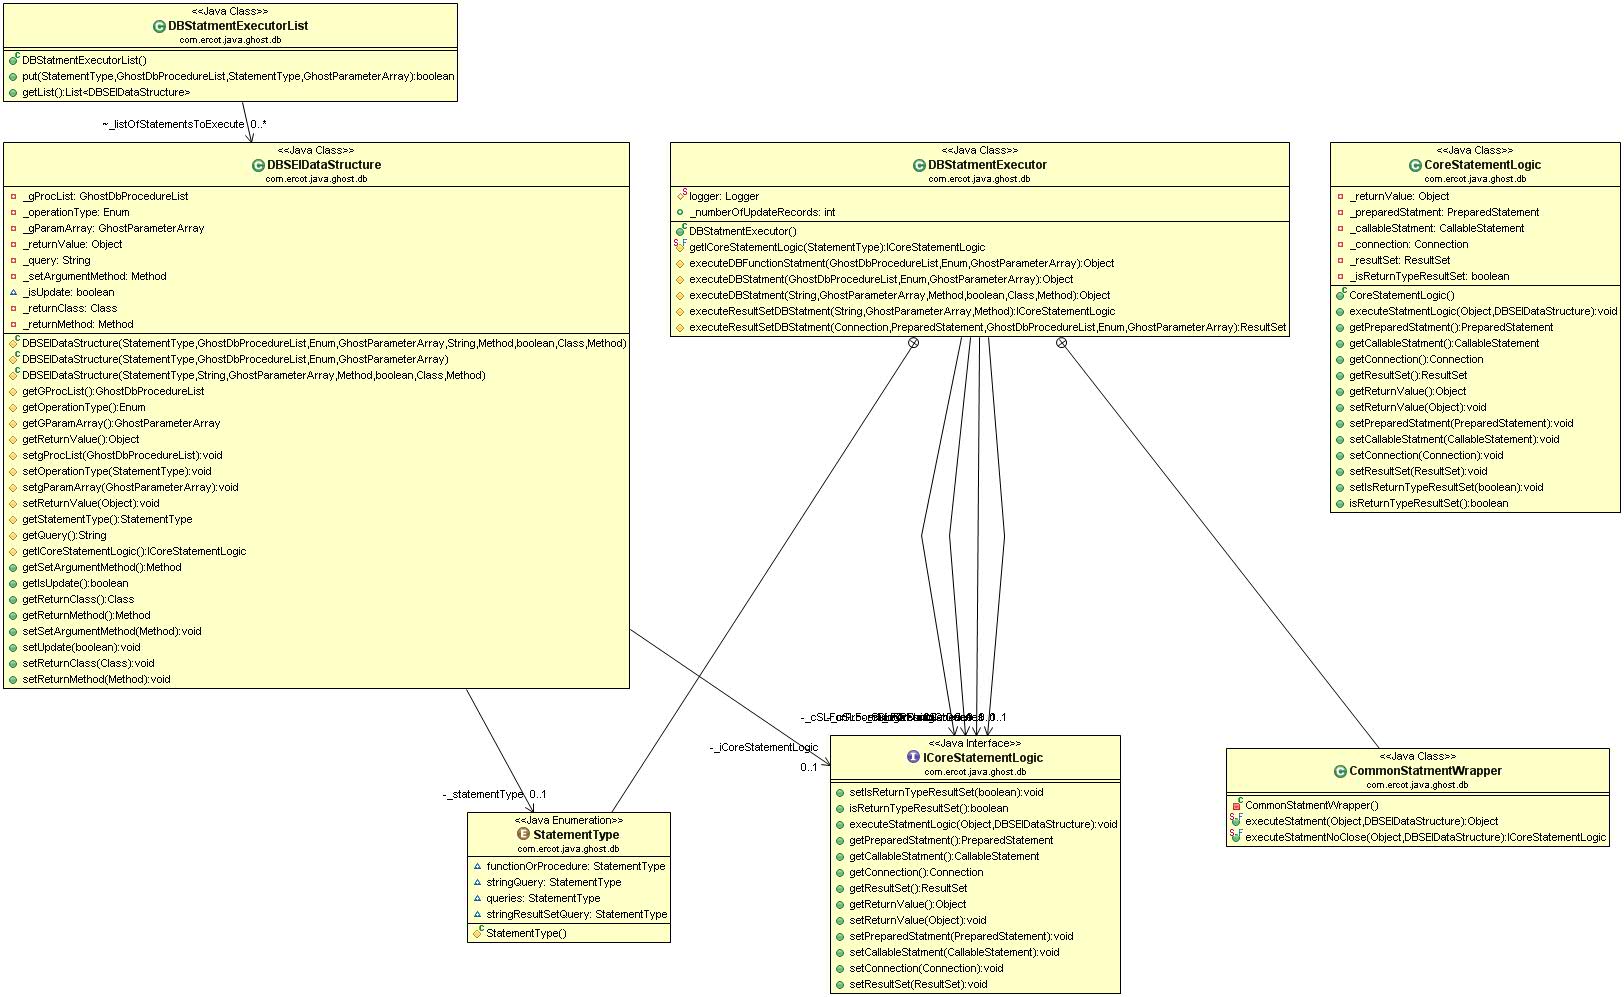 <<Java Class>>
DBStatmentExecutorList
com.ercot.java.ghost.db
DBStatmentExecutorList()
put(StatementType,GhostDbProcedureList,StatementType,GhostParameterArray):boolean
getList():List<DBSElDataStructure>
~_listOfStatementsToExecute 0..*
<<Java Class>>
DBSElDataStructure
com.ercot.java.ghost.db
_gProcList: GhostDbProcedureList
_operationType: Enum
_gParamArray: GhostParameterArray
_returnValue: Object
_query: String
_setArgumentMethod: Method
_isUpdate: boolean
_returnClass: Class
_returnMethod: Method
DBSElDataStructure(StatementType,GhostDbProcedureList,Enum,GhostParameterArray,String,Method,boolean,Class,Method)
DBSElDataStructure(StatementType,GhostDbProcedureList,Enum,GhostParameterArray)
DBSElDataStructure(StatementType,String,GhostParameterArray,Method,boolean,Class,Method)
getGProcList():GhostDbProcedureList
getOperationType():Enum
getGParamArray():GhostParameterArray
getReturnValue():Object
setgProcList(GhostDbProcedureList):void
setOperationType(StatementType):void
setgParamArray(GhostParameterArray):void
setReturnValue(Object):void
getStatementType():StatementType
getQuery():String
getICoreStatementLogic():ICoreStatementLogic
getSetArgumentMethod():Method
getIsUpdate():boolean
getReturnClass():Class
getReturnMethod():Method
setSetArgumentMethod(Method):void
setUpdate(boolean):void
setReturnClass(Class):void
setReturnMethod(Method):void
<<Java Class>>
DBStatmentExecutor
com.ercot.java.ghost.db
logger: Logger
_numberOfUpdateRecords: int
DBStatmentExecutor()
getICoreStatementLogic(StatementType):ICoreStatementLogic
executeDBFunctionStatment(GhostDbProcedureList,Enum,GhostParameterArray):Object
executeDBStatment(GhostDbProcedureList,Enum,GhostParameterArray):Object
executeDBStatment(String,GhostParameterArray,Method,boolean,Class,Method):Object
executeResultSetDBStatment(String,GhostParameterArray,Method):ICoreStatementLogic
executeResultSetDBStatment(Connection,PreparedStatement,GhostDbProcedureList,Enum,GhostParameterArray):ResultSet
<<Java Class>>
CoreStatementLogic
com.ercot.java.ghost.db
_returnValue: Object
_preparedStatment: PreparedStatement
_callableStatment: CallableStatement
_connection: Connection
_resultSet: ResultSet
_isReturnTypeResultSet: boolean
CoreStatementLogic()
executeStatmentLogic(Object,DBSElDataStructure):void
getPreparedStatment():PreparedStatement
getCallableStatment():CallableStatement
getConnection():Connection
getResultSet():ResultSet
getReturnValue():Object
setReturnValue(Object):void
setPreparedStatment(PreparedStatement):void
setCallableStatment(CallableStatement):void
setConnection(Connection):void
setResultSet(ResultSet):void
setIsReturnTypeResultSet(boolean):void
isReturnTypeResultSet():boolean
-_iCoreStatementLogic
0..1
-_statementType 0..1
<<Java Enumeration>>
StatementType
com.ercot.java.ghost.db
functionOrProcedure: StatementType
stringQuery: StatementType
queries: StatementType
stringResultSetQuery: StatementType
StatementType()
<<Java Interface>>
ICoreStatementLogic
com.ercot.java.ghost.db
setIsReturnTypeResultSet(boolean):void
isReturnTypeResultSet():boolean
executeStatmentLogic(Object,DBSElDataStructure):void
getPreparedStatment():PreparedStatement
getCallableStatment():CallableStatement
getConnection():Connection
getResultSet():ResultSet
getReturnValue():Object
setReturnValue(Object):void
setPreparedStatment(PreparedStatement):void
setCallableStatment(CallableStatement):void
setConnection(Connection):void
setResultSet(ResultSet):void
<<Java Class>>
CommonStatmentWrapper
com.ercot.java.ghost.db
CommonStatmentWrapper()
executeStatment(Object,DBSElDataStructure):Object
executeStatmentNoClose(Object,DBSElDataStructure):ICoreStatementLogic